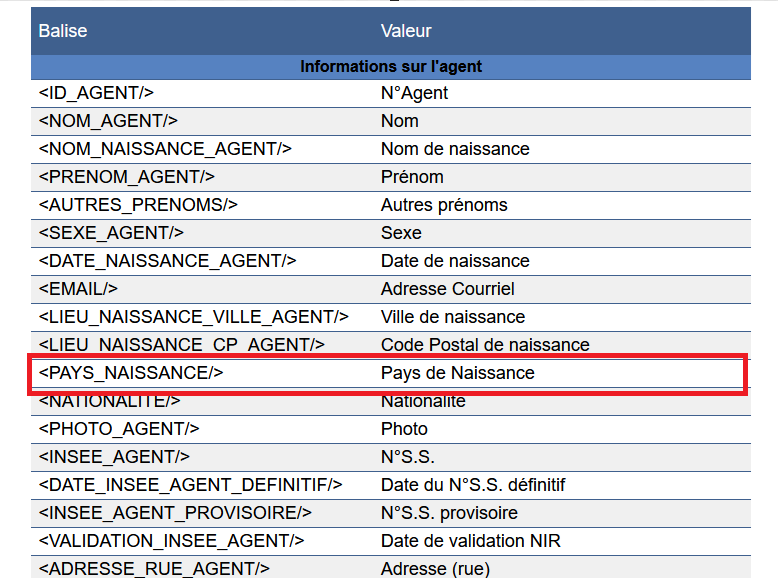 Balise Valeur
Informations sur l'agent
<ID_AGENT/> N°Agent
<NOM_AGENT/> Nom
<NOM_NAISSANCE_AGENT/> Nom de naissance
<PRENOM_AGENT/> Prénom
<AUTRES_PRENOMS/> Autres prénoms
<SEXE_AGENT/> Sexe
<DATE_NAISSANCE_AGENT/> Date de naissance
<EMAIL/> Adresse Courriel
<LIEU_NAISSANCE_VILLE_AGENT/> Ville de naissance
<LIEU_NAISSANCE_CP_AGENT/> Code Postal de naissance
<PAYS_NAISSANCE/> Pays de Naissance
<NATIONALITE/> Nationalité
<PHOTO_AGENT/> Photo
<INSEE_AGENT/> N°S.S.
<DATE_INSEE_AGENT_DEFINITIF/> Date du N°S.S. définitif
<INSEE_AGENT_PROVISOIRE/> N°S.S. provisoire
<VALIDATION_INSEE_AGENT/> Date de validation NIR
<ADRESSE_RUE_AGENT/> Adresse (rue)